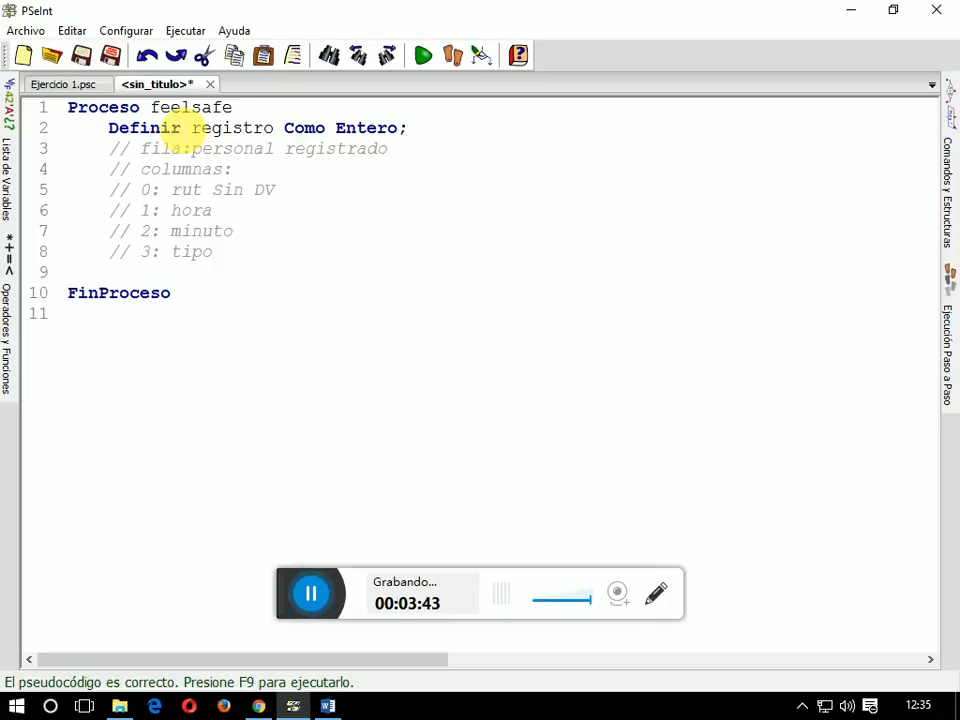 PSeInt
Archivo Editar Configurar Ejecutar Ayuda
Ejercicio 1.psc <sin_titulo>*
1 Proceso feelsafe
2 Definir registro Como Entero;
3 // fila:personal registrado
4 // columnas:
5 // 0: rut Sin DV
6 // 1: hora
7 // 2: minuto
8 // 3: tipo
9
10 FinProceso
11
Lista de Variables
Operadores y Funciones
Comandos y Estructuras
Ejecución Paso a Paso
Grabando...
00:03:43
El pseudocódigo es correcto. Presione F9 para ejecutarlo.
12:35